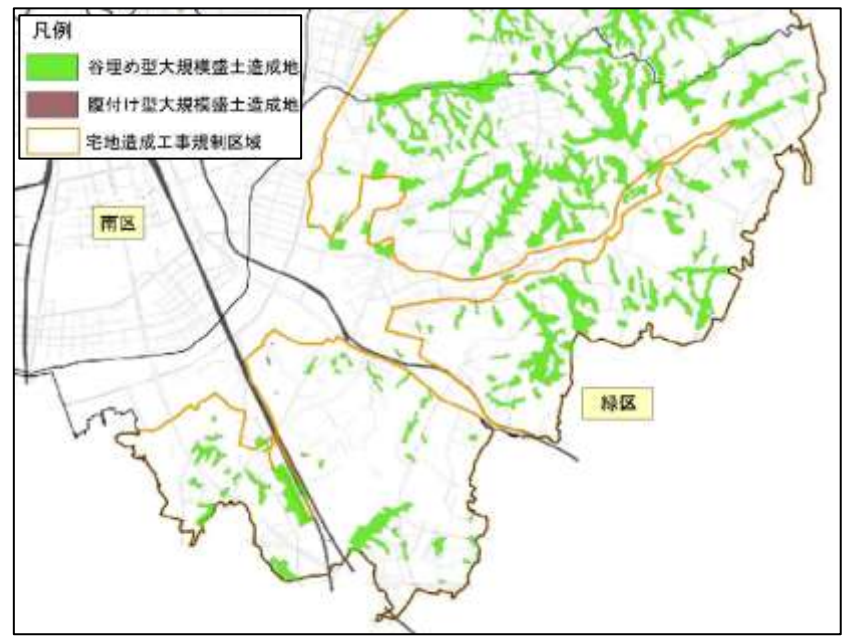 凡例
谷埋め型大規模盛土造成地
腹付け型大規模盛土造成地
宅地造成工事規制区域
南区
緑区